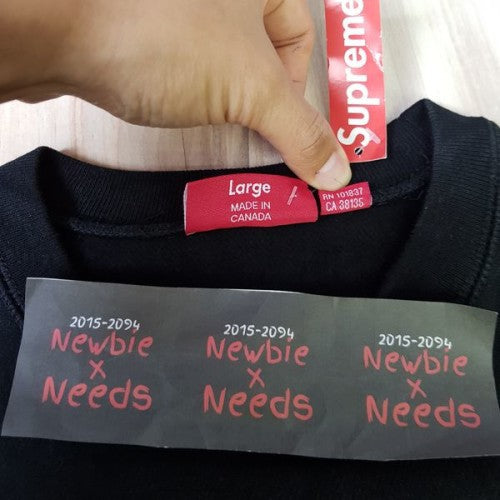 Supreme
Large
MADE IN
CANADA
RN 101837
CA 38135
2015-2094
Newbie
x
Needs
2015-2094
Newbie
x
Needs
2015-2094
Newbie
x
Needs